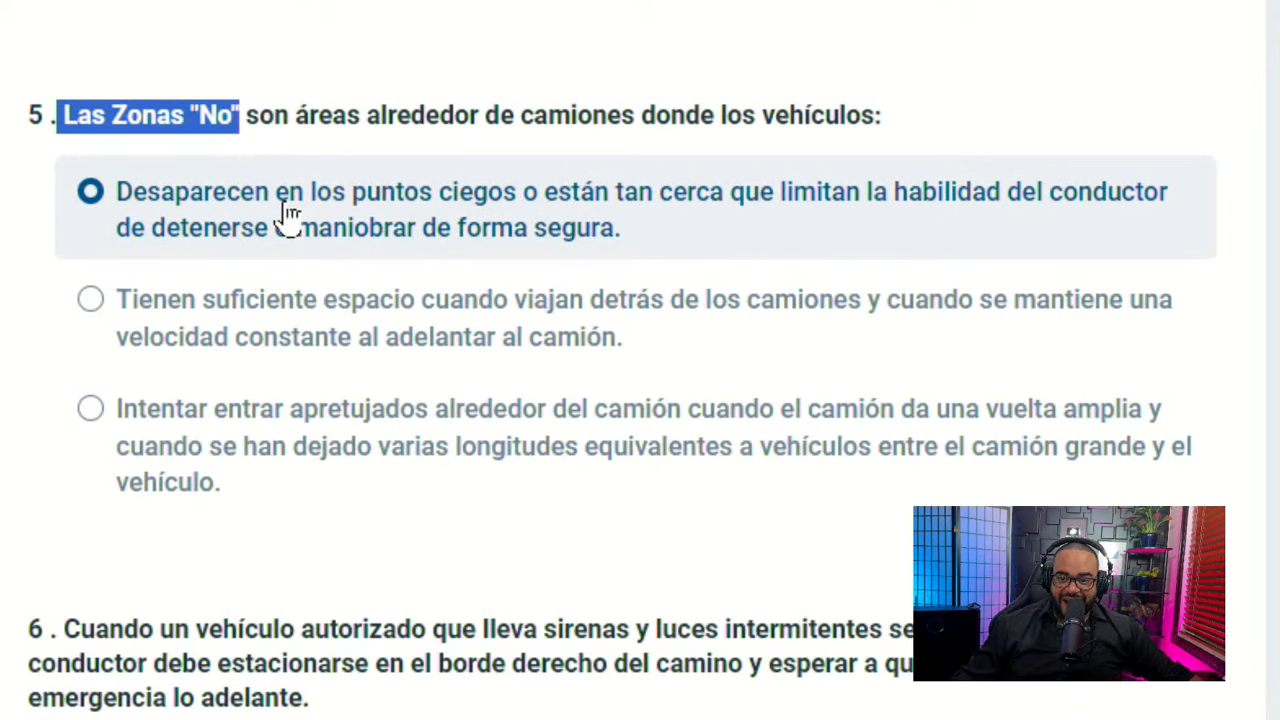 5 . Las Zonas "No" son áreas alrededor de camiones donde los vehículos:
Desaparecen en los puntos ciegos o están tan cerca que limitan la habilidad del conductor
de detenerse o maniobrar de forma segura.
Tienen suficiente espacio cuando viajan detrás de los camiones y cuando se mantiene una
velocidad constante al adelantar al camión.
Intentar entrar apretujados alrededor del camión cuando el camión da una vuelta amplia y
cuando se han dejado varias longitudes equivalentes a vehículos entre el camión grande y el
vehículo.
6 . Cuando un vehículo autorizado que lleva sirenas y luces intermitentes se
conductor debe estacionarse en el borde derecho del camino y esperar a
emergencia lo adelante.